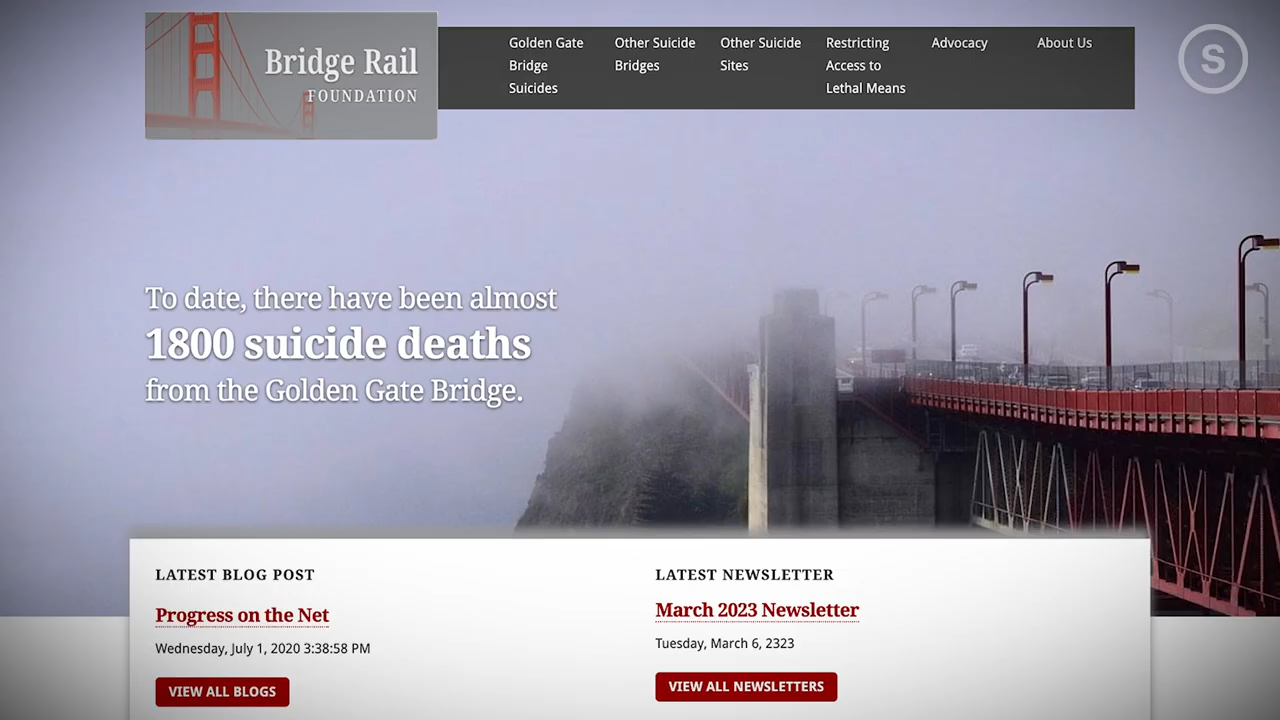 Bridge Rail
FOUNDATION
Golden Gate
Bridge
Suicides
Other Suicide
Bridges
Other Suicide
Sites
Restricting
Access to
Lethal Means
Advocacy
About Us
S
To date, there have been almost
1800 suicide deaths
from the Golden Gate Bridge.
LATEST BLOG POST
Progress on the Net
Wednesday, July 1, 2020 3:38:58 PM
VIEW ALL BLOGS
LATEST NEWSLETTER
March 2023 Newsletter
Tuesday, March 6, 2323
VIEW ALL NEWSLETTERS